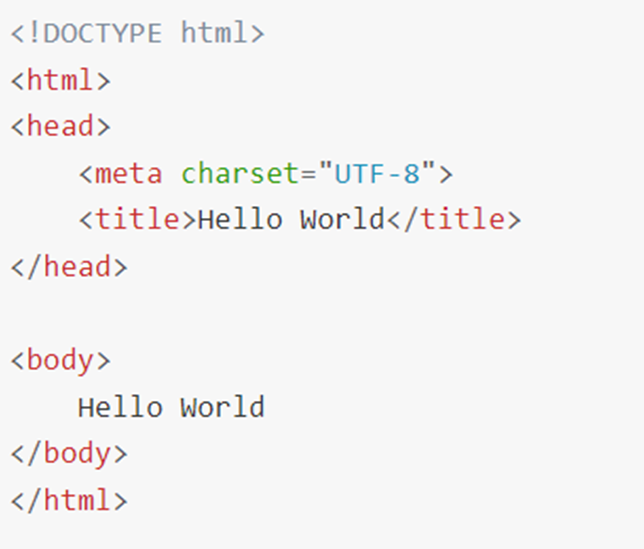 <!DOCTYPE html>
<html>
<head>
    <meta charset="UTF-8">
    <title>Hello World</title>
</head>

<body>
    Hello World
</body>
</html>